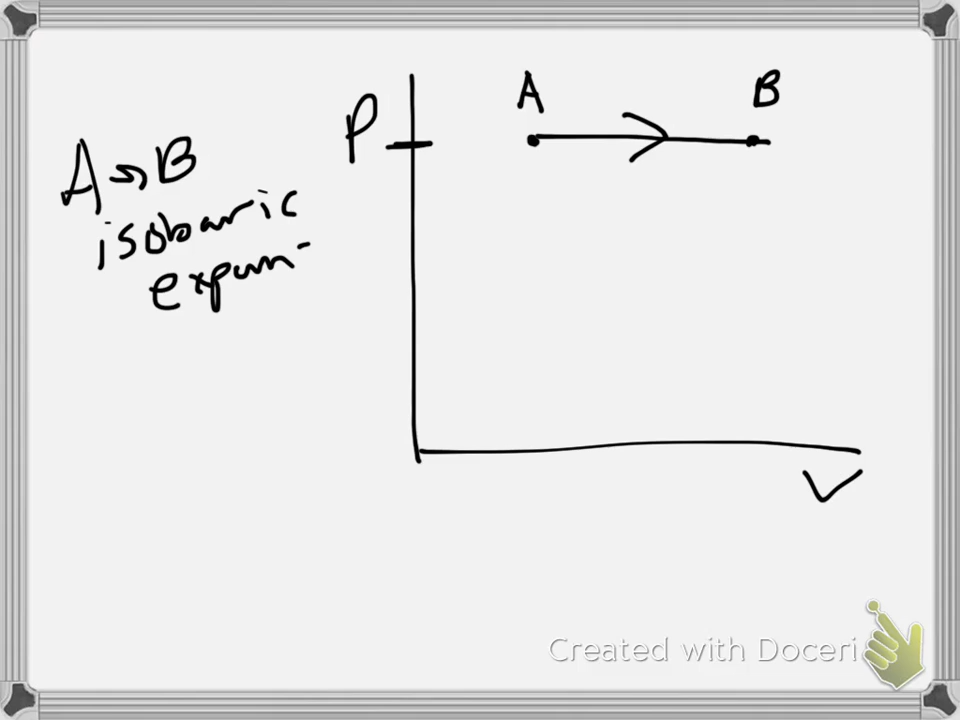 A → B
isobaric
expan
P
A
B
V
Created with Doceri